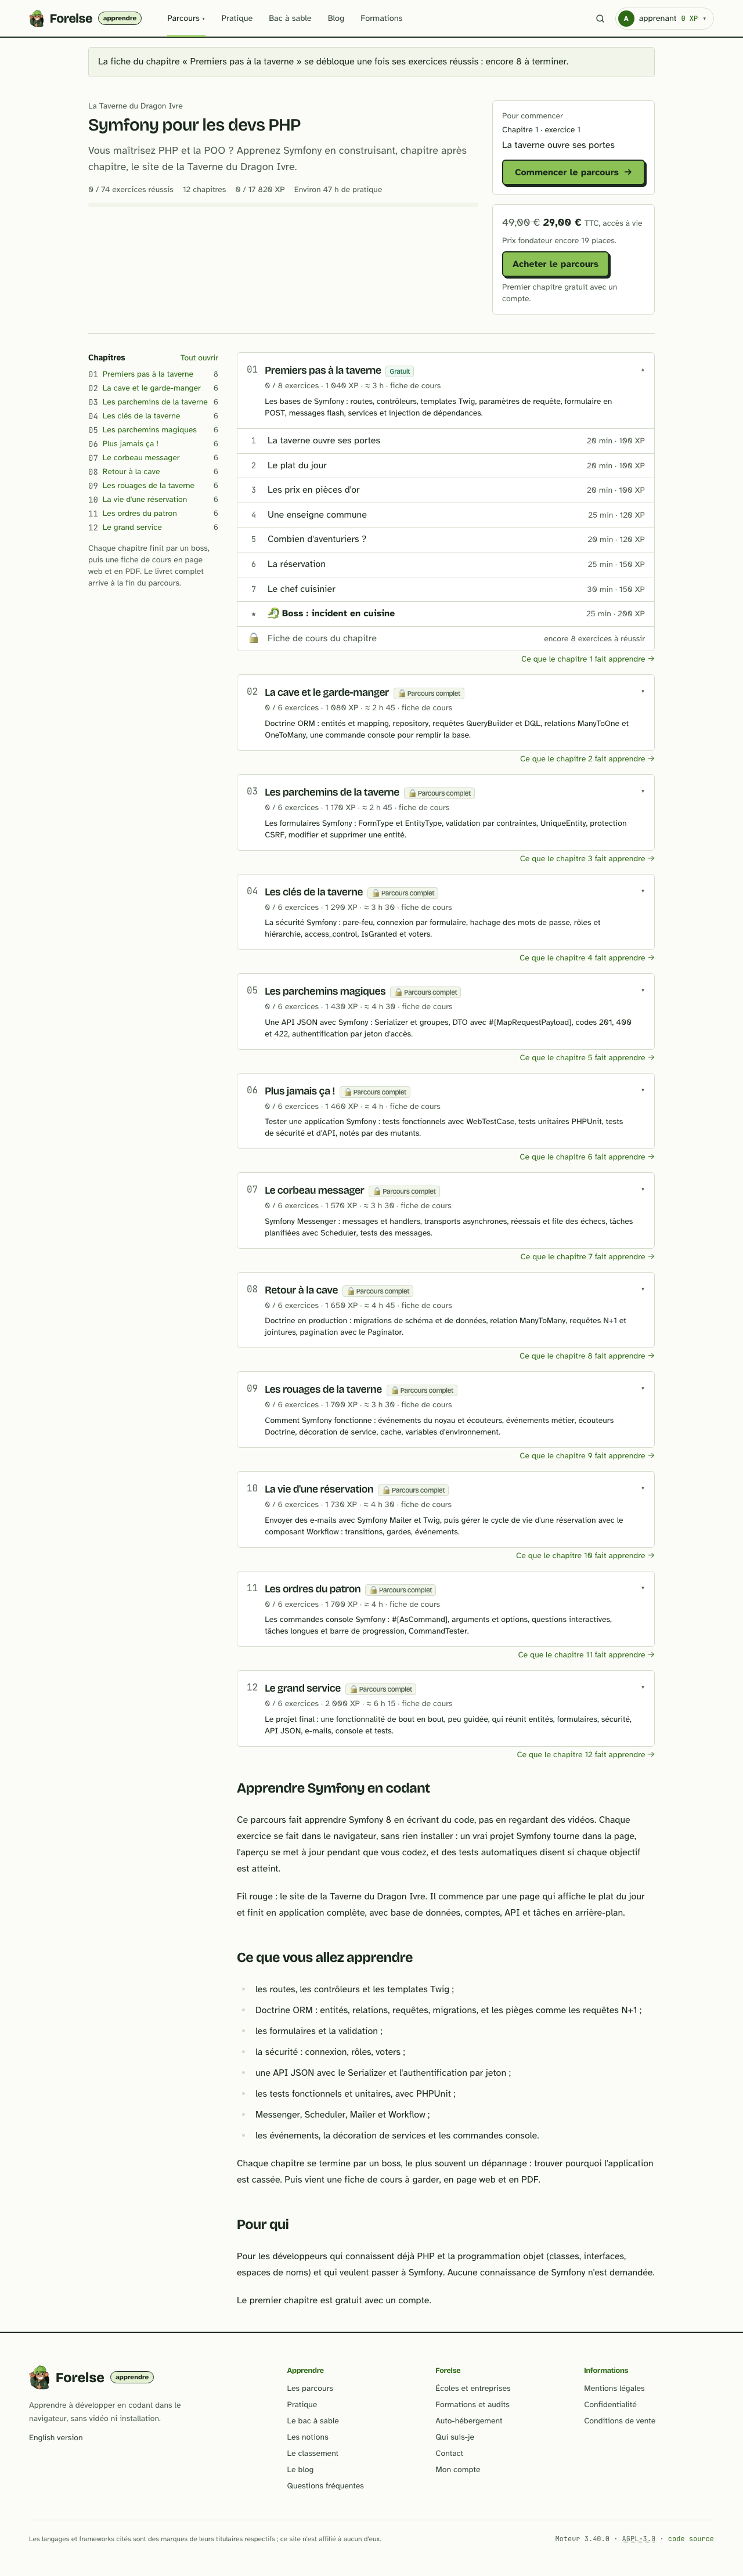 Forelse apprendre
Parcours ▾
Pratique
Bac à sable
Blog
Formations
A apprenant 0 XP ▾
La fiche du chapitre « Premiers pas à la taverne » se débloque une fois ses exercices réussis : encore 8 à terminer.
La Taverne du Dragon Ivre
Symfony pour les devs PHP
Vous maîtrisez PHP et la POO ? Apprenez Symfony en construisant, chapitre après
chapitre, le site de la Taverne du Dragon Ivre.
0 / 74 exercices réussis 12 chapitres 0 / 17 820 XP Environ 47 h de pratique
Pour commencer
Chapitre 1 · exercice 1
La taverne ouvre ses portes
Commencer le parcours →
49,00 € 29,00 € TTC, accès à vie
Prix fondateur encore 19 places.
Acheter le parcours
Premier chapitre gratuit avec un
compte.
Chapitres Tout ouvrir
01 Premiers pas à la taverne 8
02 La cave et le garde-manger 6
03 Les parchemins de la taverne 6
04 Les clés de la taverne 6
05 Les parchemins magiques 6
06 Plus jamais ça ! 6
07 Le corbeau messager 6
08 Retour à la cave 6
09 Les rouages de la taverne 6
10 La vie d'une réservation 6
11 Les ordres du patron 6
12 Le grand service 6
Chaque chapitre finit par un boss,
puis une fiche de cours en page
web et en PDF. Le livret complet
arrive à la fin du parcours.
01 Premiers pas à la taverne Gratuit
0 / 8 exercices · 1 040 XP · ≈ 3 h · fiche de cours
Les bases de Symfony : routes, contrôleurs, templates Twig, paramètres de requête, formulaire en
POST, messages flash, services et injection de dépendances.
1 La taverne ouvre ses portes 20 min · 100 XP
2 Le plat du jour 20 min · 100 XP
3 Les prix en pièces d'or 20 min · 100 XP
4 Une enseigne commune 25 min · 120 XP
5 Combien d'aventuriers ? 20 min · 120 XP
6 La réservation 25 min · 150 XP
7 Le chef cuisinier 30 min · 150 XP
★ Boss : incident en cuisine 25 min · 200 XP
Fiche de cours du chapitre encore 8 exercices à réussir
Ce que le chapitre 1 fait apprendre →
02 La cave et le garde-manger Parcours complet
0 / 6 exercices · 1 080 XP · ≈ 2 h 45 · fiche de cours
Doctrine ORM : entités et mapping, repository, requêtes QueryBuilder et DQL, relations ManyToOne et
OneToMany, une commande console pour remplir la base.
Ce que le chapitre 2 fait apprendre →
03 Les parchemins de la taverne Parcours complet
0 / 6 exercices · 1 170 XP · ≈ 2 h 45 · fiche de cours
Les formulaires Symfony : FormType et EntityType, validation par contraintes, UniqueEntity, protection
CSRF, modifier et supprimer une entité.
Ce que le chapitre 3 fait apprendre →
04 Les clés de la taverne Parcours complet
0 / 6 exercices · 1 290 XP · ≈ 3 h 30 · fiche de cours
La sécurité Symfony : pare-feu, connexion par formulaire, hachage des mots de passe, rôles et
hiérarchie, access_control, IsGranted et voters.
Ce que le chapitre 4 fait apprendre →
05 Les parchemins magiques Parcours complet
0 / 6 exercices · 1 430 XP · ≈ 4 h 30 · fiche de cours
Une API JSON avec Symfony : Serializer et groupes, DTO avec #[MapRequestPayload], codes 201, 400
et 422, authentification par jeton d'accès.
Ce que le chapitre 5 fait apprendre →
06 Plus jamais ça ! Parcours complet
0 / 6 exercices · 1 460 XP · ≈ 4 h · fiche de cours
Tester une application Symfony : tests fonctionnels avec WebTestCase, tests unitaires PHPUnit, tests
de sécurité et d'API, notés par des mutants.
Ce que le chapitre 6 fait apprendre →
07 Le corbeau messager Parcours complet
0 / 6 exercices · 1 570 XP · ≈ 3 h 30 · fiche de cours
Symfony Messenger : messages et handlers, transports asynchrones, réessais et file des échecs, tâches
planifiées avec Scheduler, tests des messages.
Ce que le chapitre 7 fait apprendre →
08 Retour à la cave Parcours complet
0 / 6 exercices · 1 650 XP · ≈ 4 h 45 · fiche de cours
Doctrine en production : migrations de schéma et de données, relation ManyToMany, requêtes N+1 et
jointures, pagination avec le Paginator.
Ce que le chapitre 8 fait apprendre →
09 Les rouages de la taverne Parcours complet
0 / 6 exercices · 1 700 XP · ≈ 3 h 30 · fiche de cours
Comment Symfony fonctionne : événements du noyau et écouteurs, événements métier, écouteurs
Doctrine, décoration de service, cache, variables d'environnement.
Ce que le chapitre 9 fait apprendre →
10 La vie d'une réservation Parcours complet
0 / 6 exercices · 1 730 XP · ≈ 4 h 30 · fiche de cours
Envoyer des e-mails avec Symfony Mailer et Twig, puis gérer le cycle de vie d'une réservation avec le
composant Workflow : transitions, gardes, événements.
Ce que le chapitre 10 fait apprendre →
11 Les ordres du patron Parcours complet
0 / 6 exercices · 1 700 XP · ≈ 4 h · fiche de cours
Les commandes console Symfony : #[AsCommand], arguments et options, questions interactives,
tâches longues et barre de progression, CommandTester.
Ce que le chapitre 11 fait apprendre →
12 Le grand service Parcours complet
0 / 6 exercices · 2 000 XP · ≈ 6 h 15 · fiche de cours
Le projet final : une fonctionnalité de bout en bout, peu guidée, qui réunit entités, formulaires, sécurité,
API JSON, e-mails, console et tests.
Ce que le chapitre 12 fait apprendre →
Apprendre Symfony en codant
Ce parcours fait apprendre Symfony 8 en écrivant du code, pas en regardant des vidéos. Chaque
exercice se fait dans le navigateur, sans rien installer : un vrai projet Symfony tourne dans la page,
l'aperçu se met à jour pendant que vous codez, et des tests automatiques disent si chaque objectif
est atteint.
Fil rouge : le site de la Taverne du Dragon Ivre. Il commence par une page qui affiche le plat du jour
et finit en application complète, avec base de données, comptes, API et tâches en arrière-plan.
Ce que vous allez apprendre
les routes, les contrôleurs et les templates Twig ;
Doctrine ORM : entités, relations, requêtes, migrations, et les pièges comme les requêtes N+1 ;
les formulaires et la validation ;
la sécurité : connexion, rôles, voters ;
une API JSON avec le Serializer et l'authentification par jeton ;
les tests fonctionnels et unitaires, avec PHPUnit ;
Messenger, Scheduler, Mailer et Workflow ;
les événements, la décoration de services et les commandes console.
Chaque chapitre se termine par un boss, le plus souvent un dépannage : trouver pourquoi l'application
est cassée. Puis vient une fiche de cours à garder, en page web et en PDF.
Pour qui
Pour les développeurs qui connaissent déjà PHP et la programmation objet (classes, interfaces,
espaces de noms) et qui veulent passer à Symfony. Aucune connaissance de Symfony n'est demandée.
Le premier chapitre est gratuit avec un compte.
Forelse apprendre
Apprendre à développer en codant dans le
navigateur, sans vidéo ni installation.
English version
Apprendre
Les parcours
Pratique
Le bac à sable
Les notions
Le classement
Le blog
Questions fréquentes
Forelse
Écoles et entreprises
Formations et audits
Auto-hébergement
Qui suis-je
Contact
Mon compte
Informations
Mentions légales
Confidentialité
Conditions de vente
Les langages et frameworks cités sont des marques de leurs titulaires respectifs ; ce site n'est affilié à aucun d'eux.
Moteur 3.40.0 · AGPL-3.0 · code source